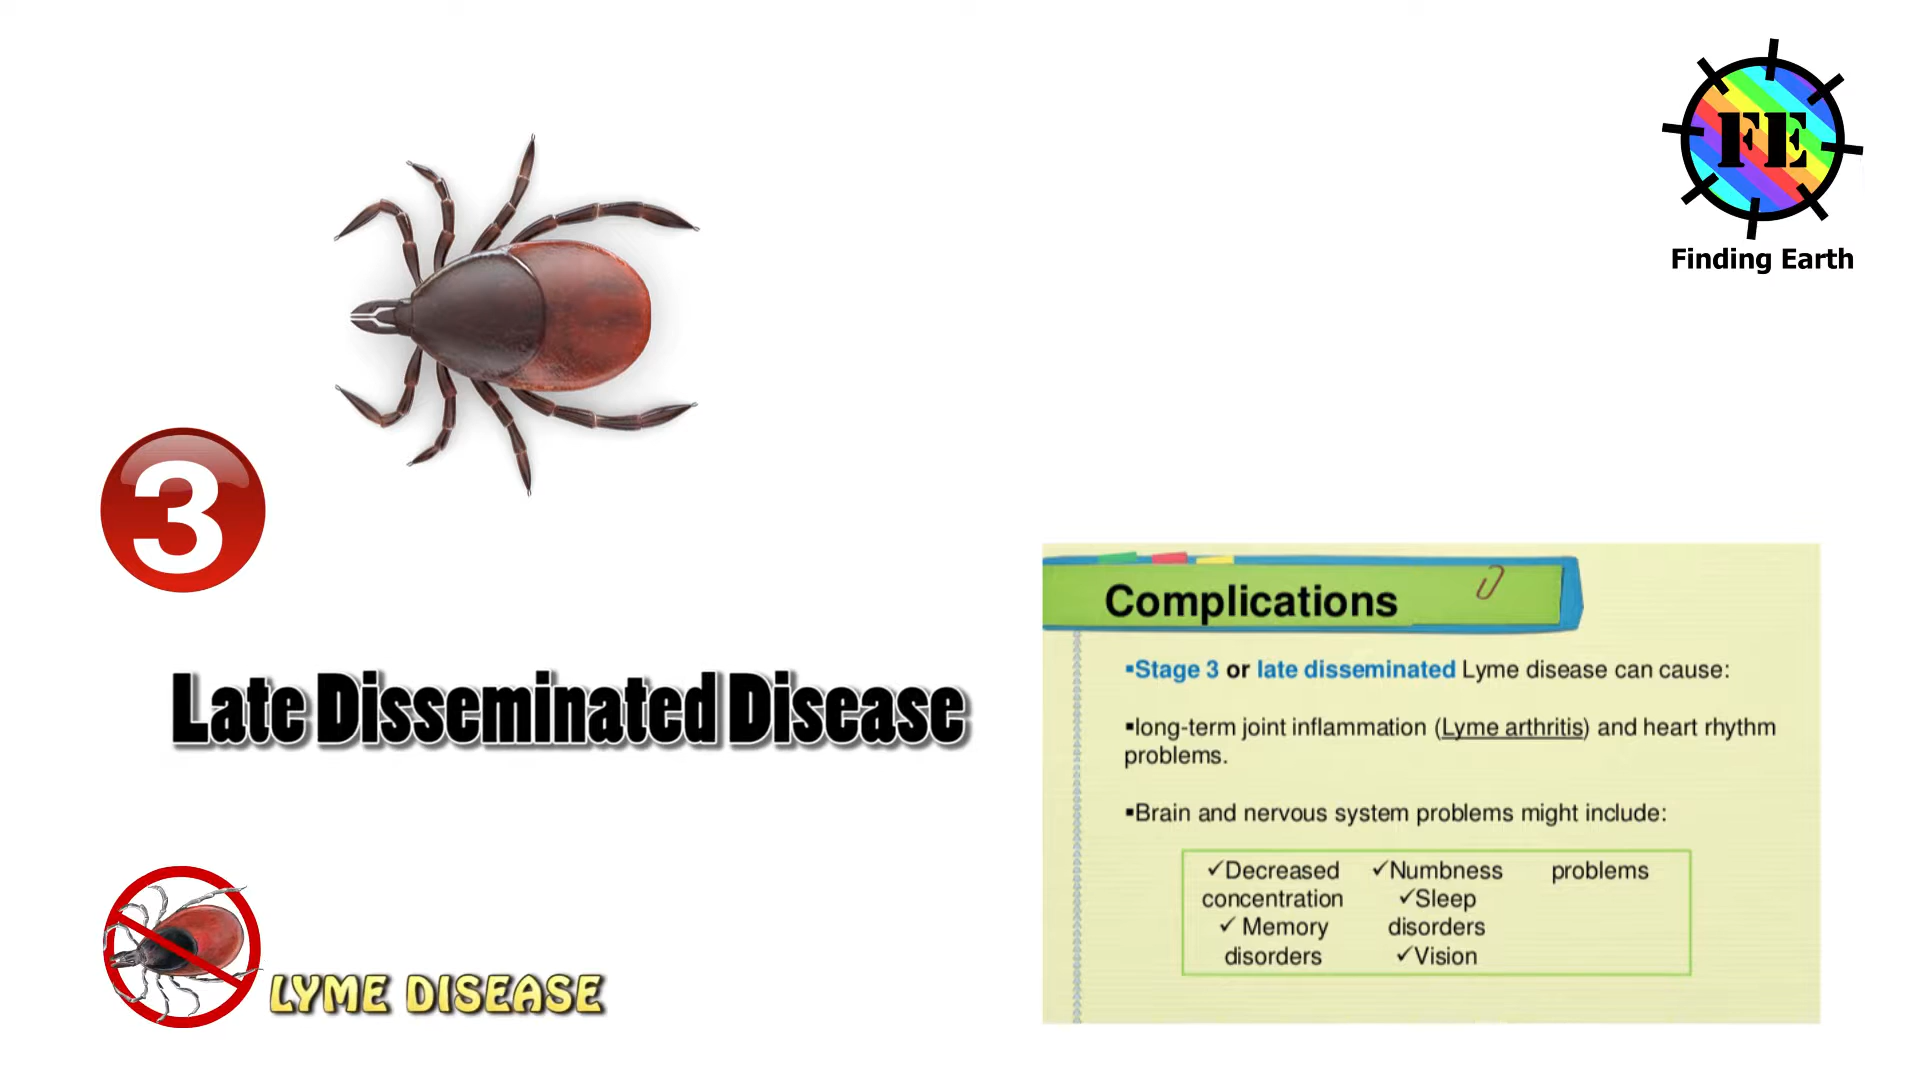 FE
Finding Earth
3
Late Disseminated Disease
LYME DISEASE
Complications
▪Stage 3 or late disseminated Lyme disease can cause:
▪long-term joint inflammation (Lyme arthritis) and heart rhythm
problems.
▪Brain and nervous system problems might include:
✓Decreased
concentration
✓ Memory
disorders
✓Numbness
✓Sleep
disorders
✓Vision
problems